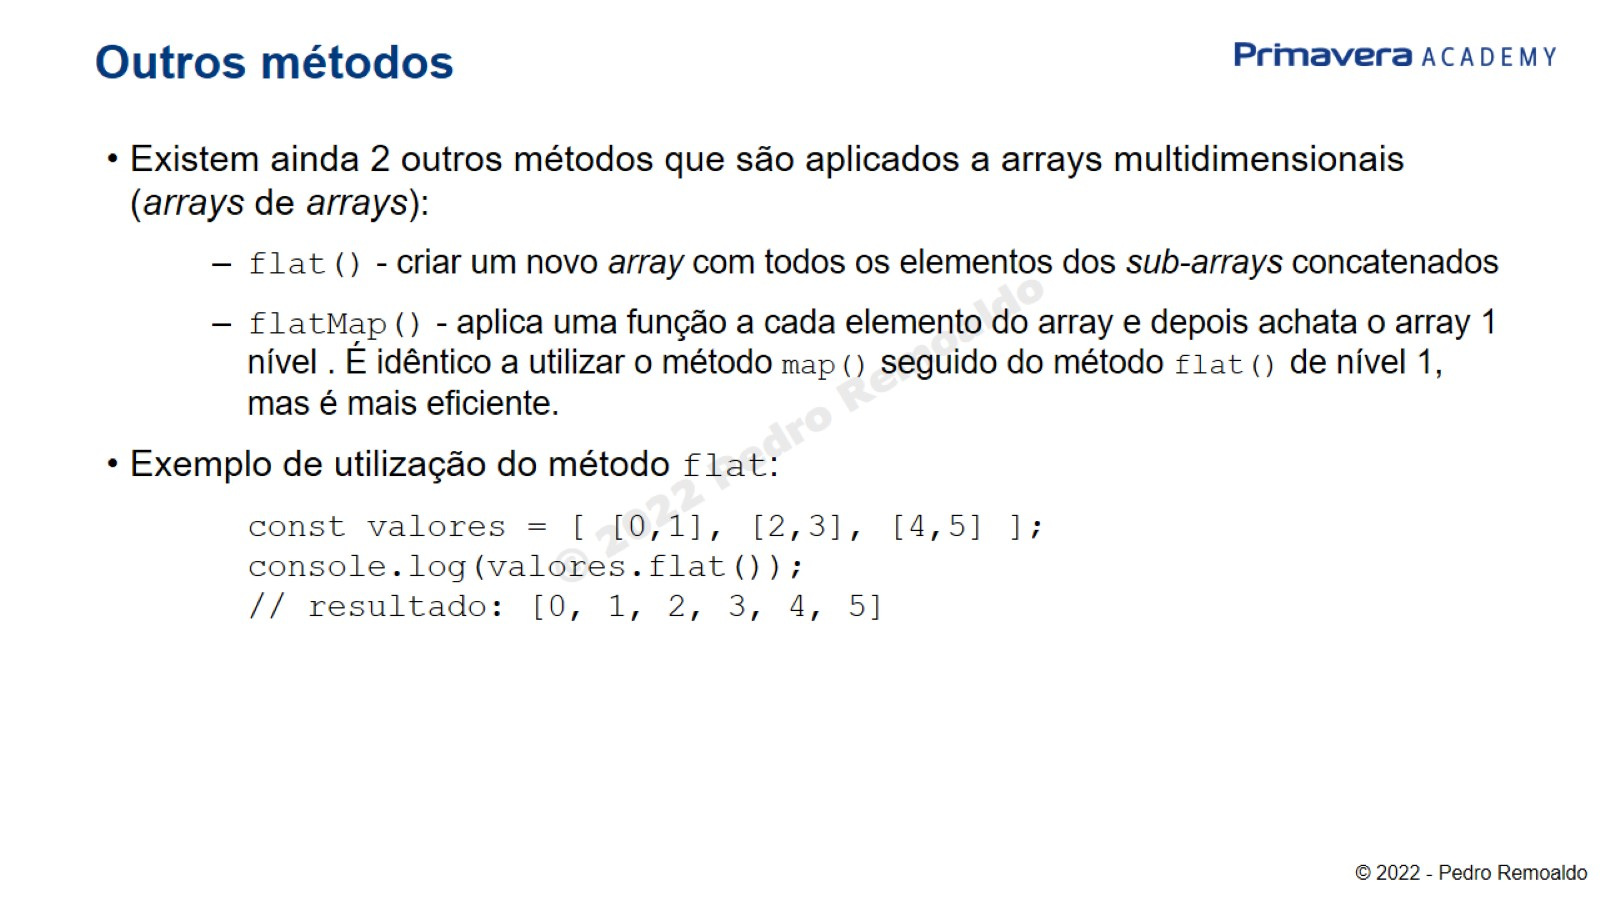 Outros métodos
Primavera ACADEMY
• Existem ainda 2 outros métodos que são aplicados a arrays multidimensionais
(arrays de arrays):
– flat() - criar um novo array com todos os elementos dos sub-arrays concatenados
– flatMap() - aplica uma função a cada elemento do array e depois achata o array 1
nível . É idêntico a utilizar o método map() seguido do método flat() de nível 1,
mas é mais eficiente.
• Exemplo de utilização do método flat:
const valores = [ [0,1], [2,3], [4,5] ];
console.log(valores.flat());
// resultado: [0, 1, 2, 3, 4, 5]
© 2022 Pedro Remoaldo
© 2022 - Pedro Remoaldo